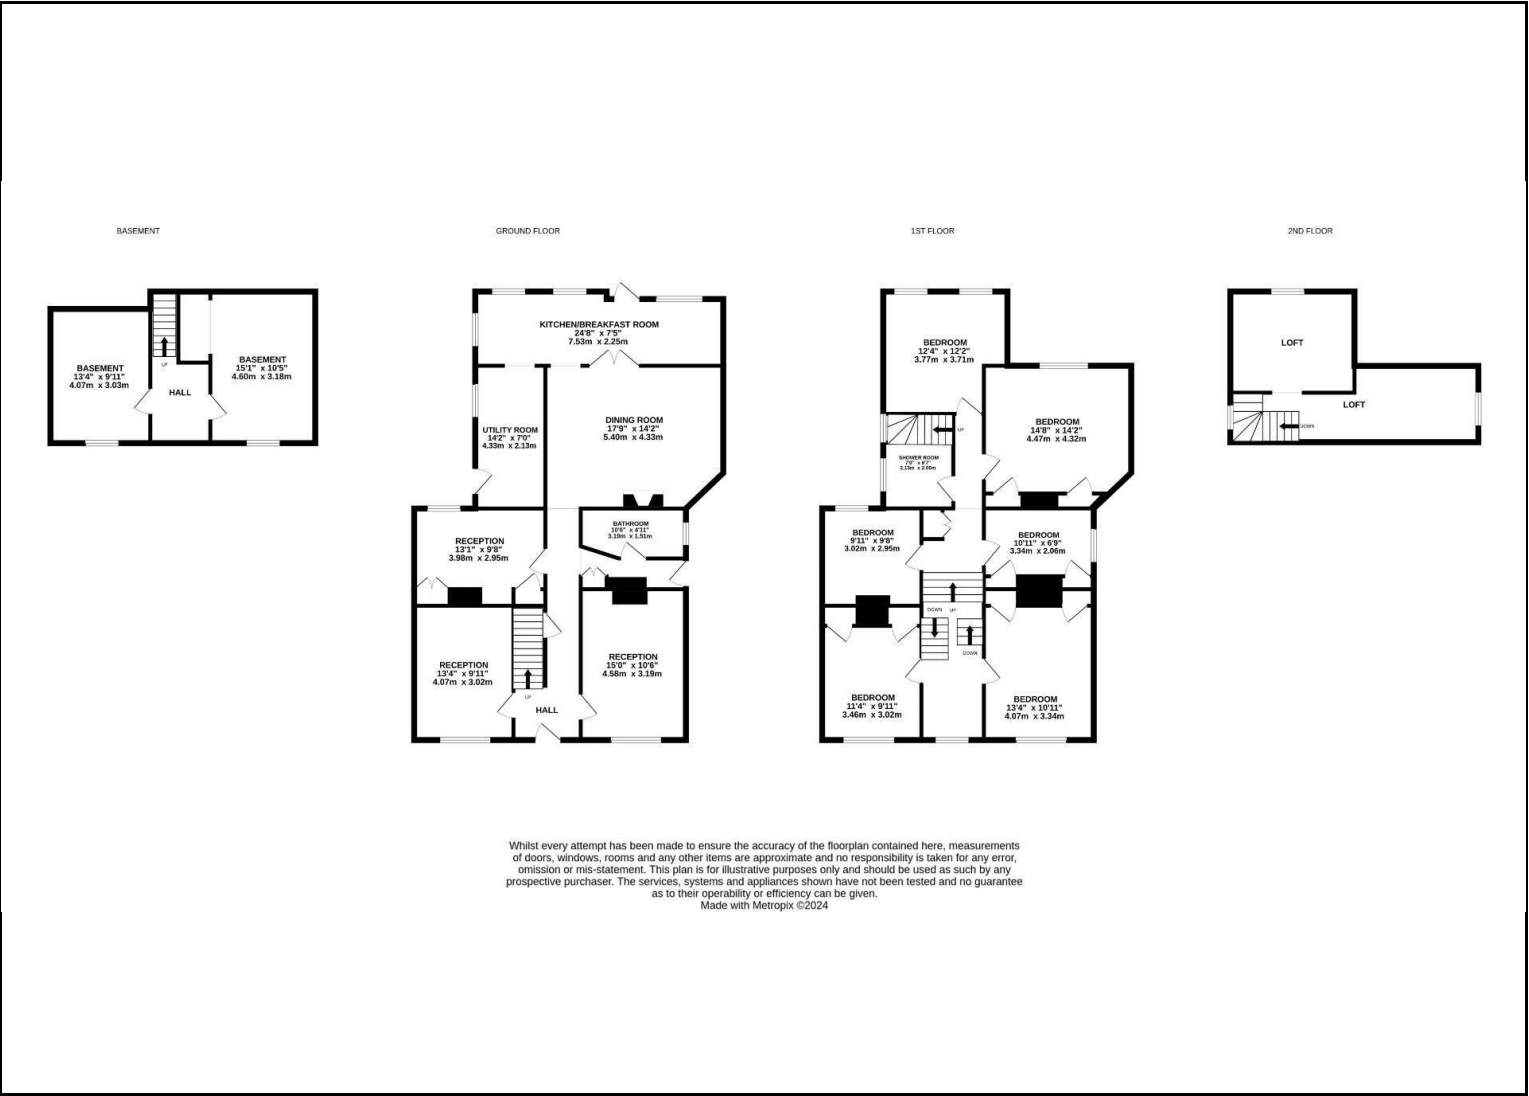 BASEMENT
GROUND FLOOR
1ST FLOOR
2ND FLOOR
BASEMENT
13'4" x 9'11"
4.07m x 3.03m
UP
HALL
BASEMENT
15'1" x 10'5"
4.60m x 3.18m
KITCHEN/BREAKFAST ROOM
24'8" x 7'5"
7.53m x 2.25m
UTILITY ROOM
14'2" x 7'0"
4.33m x 2.13m
DINING ROOM
17'9" x 14'2"
5.40m x 4.33m
RECEPTION
13'1" x 9'8"
3.98m x 2.95m
BATHROOM
10'6" x 4'11"
3.19m x 1.51m
RECEPTION
13'4" x 9'11"
4.07m x 3.02m
UP
HALL
RECEPTION
15'0" x 10'6"
4.58m x 3.19m
BEDROOM
12'4" x 12'2"
3.77m x 3.71m
UP
BEDROOM
14'8" x 14'2"
4.47m x 4.32m
SHOWER ROOM
7'0" x 6'7"
2.13m x 2.00m
BEDROOM
9'11" x 9'8"
3.02m x 2.95m
BEDROOM
10'11" x 6'9"
3.34m x 2.06m
DOWN
UP
DOWN
BEDROOM
11'4" x 9'11"
3.46m x 3.02m
BEDROOM
13'4" x 10'11"
4.07m x 3.34m
LOFT
LOFT
DOWN
Whilst every attempt has been made to ensure the accuracy of the floorplan contained here, measurements
of doors, windows, rooms and any other items are approximate and no responsibility is taken for any error,
omission or mis-statement. This plan is for illustrative purposes only and should be used as such by any
prospective purchaser. The services, systems and appliances shown have not been tested and no guarantee
as to their operability or efficiency can be given.
Made with Metropix ©2024